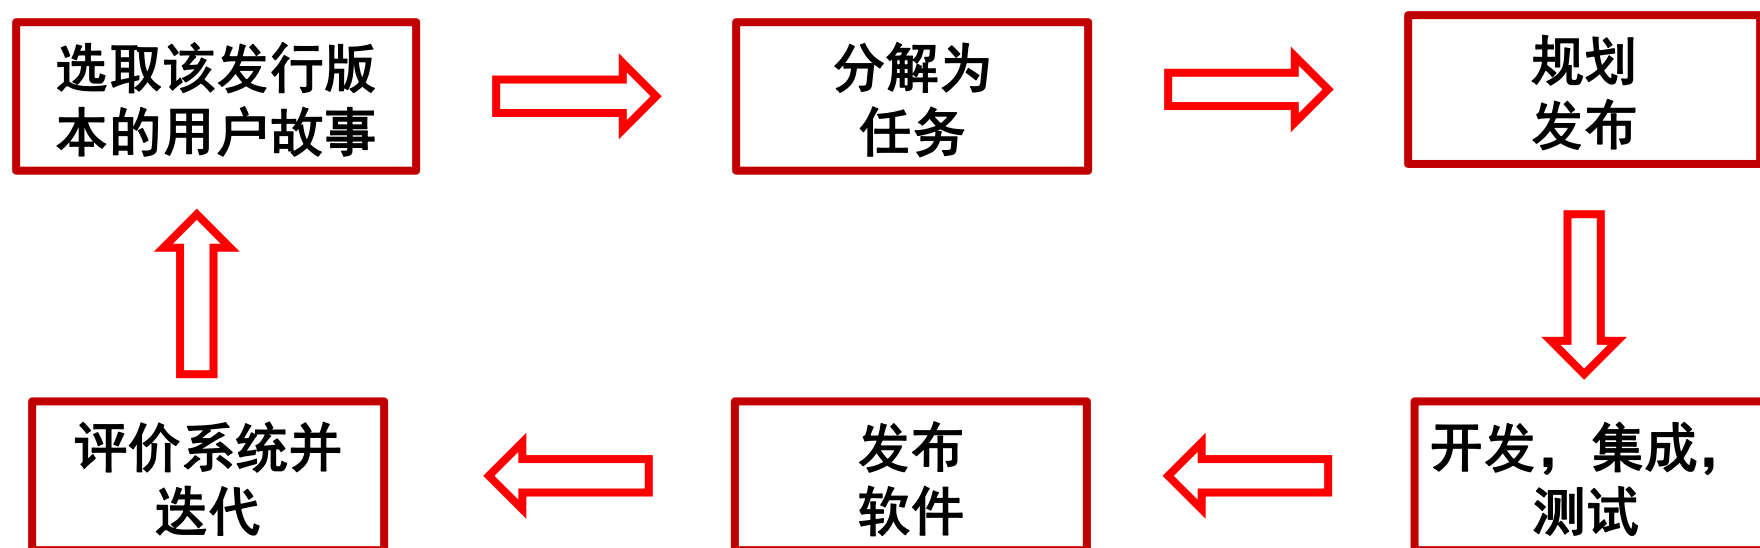 选取该发行版
本的用户故事
分解为
任务
规划
发布
评价系统并
迭代
发布
软件
开发，集成，
测试